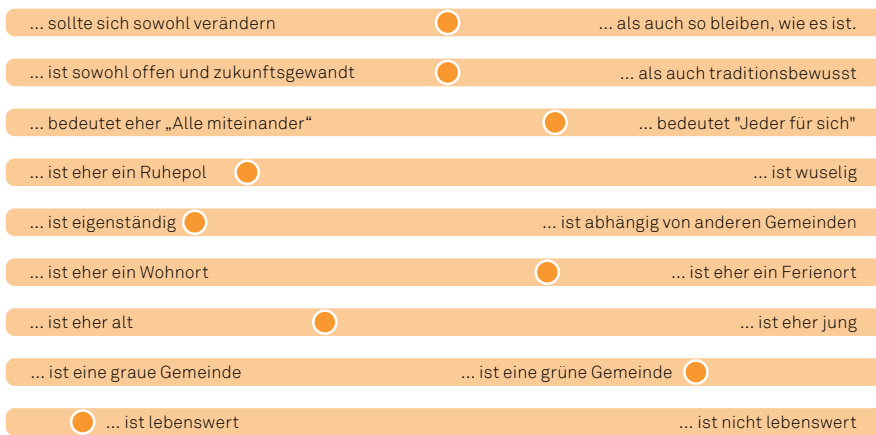 ... sollte sich sowohl verändern ... als auch so bleiben, wie es ist.
... ist sowohl offen und zukunftsgewandt ... als auch traditionsbewusst
... bedeutet eher „Alle miteinander“ ... bedeutet "Jeder für sich"
... ist eher ein Ruhepol ... ist wuselig
... ist eigenständig ... ist abhängig von anderen Gemeinden
... ist eher ein Wohnort ... ist eher ein Ferienort
... ist eher alt ... ist eher jung
... ist eine graue Gemeinde ... ist eine grüne Gemeinde
... ist lebenswert ... ist nicht lebenswert